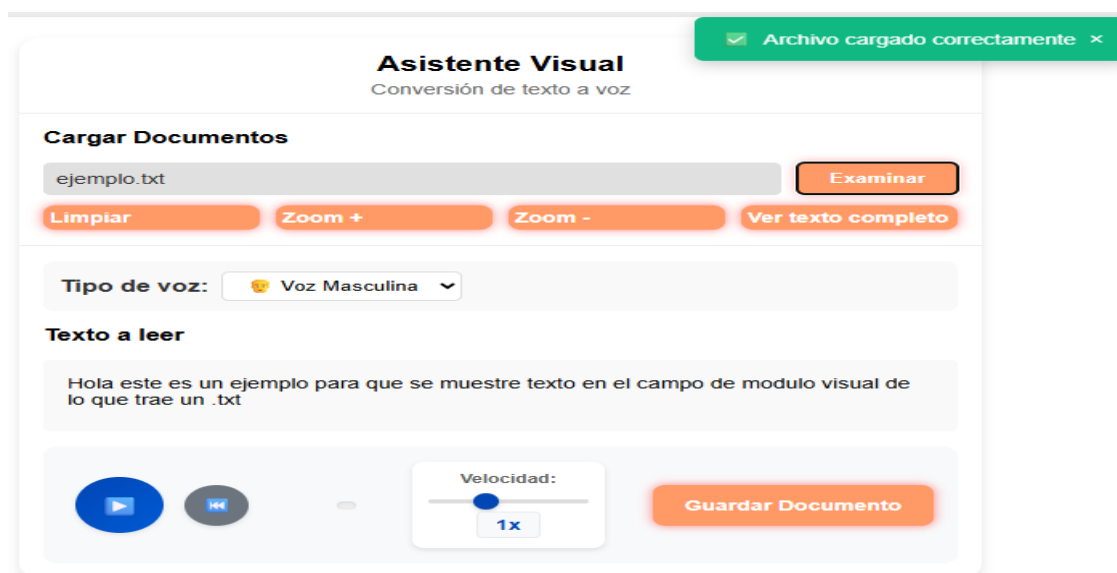 Archivo cargado correctamente ×
Asistente Visual
Conversión de texto a voz
Cargar Documentos
ejemplo.txt
Examinar
Limpiar Zoom + Zoom - Ver texto completo
Tipo de voz: Voz Masculina
Texto a leer
Hola este es un ejemplo para que se muestre texto en el campo de modulo visual de
lo que trae un .txt
Velocidad:
1x
Guardar Documento